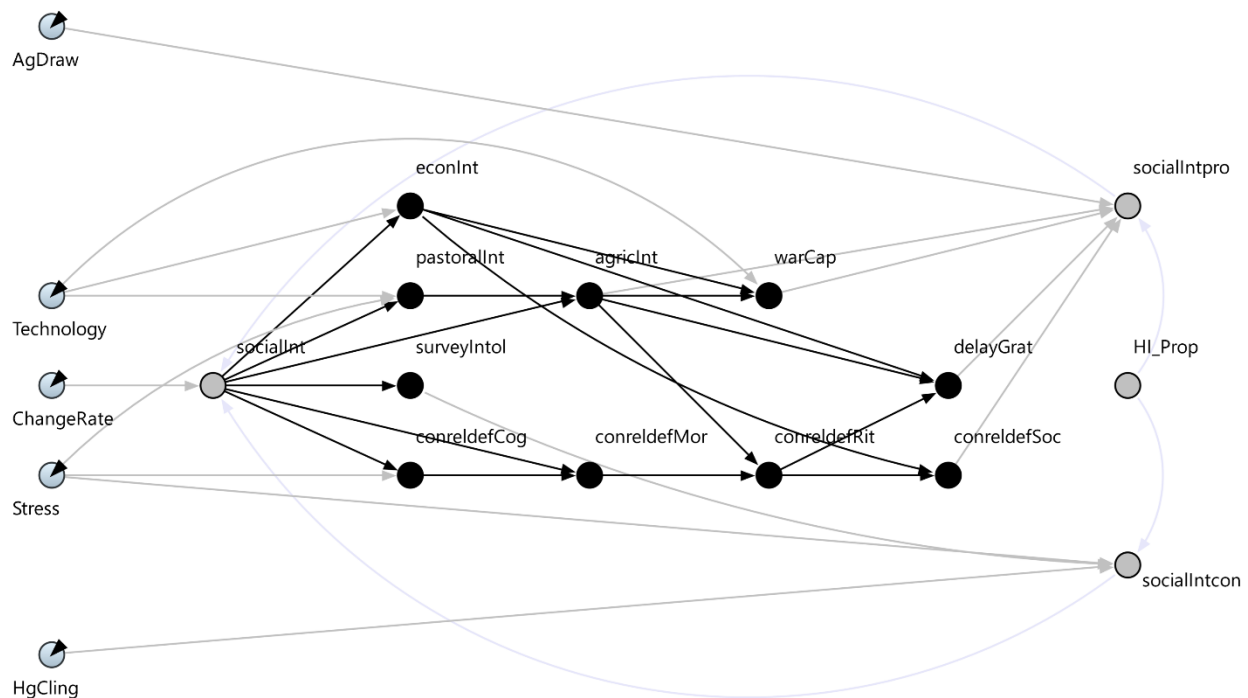 AgDraw
econInt
socialIntpro
pastoralInt
agricInt
warCap
Technology
socialInt
surveyIntol
delayGrat
HI_Prop
ChangeRate
conreldefCog
conreldefMor
conreldefRit
conreldefSoc
Stress
socialIntcon
HgCling